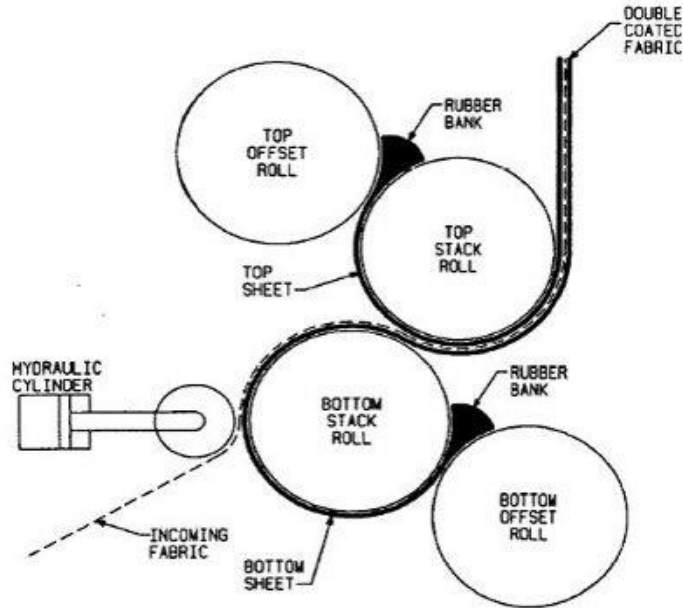 DOUBLE
COATED
FABRIC
RUBBER
BANK
TOP
OFFSET
ROLL
TOP
STACK
ROLL
TOP
SHEET
HYDRAULIC
CYLINDER
RUBBER
BANK
BOTTOM
STACK
ROLL
BOTTOM
OFFSET
ROLL
INCOMING
FABRIC
BOTTOM
SHEET